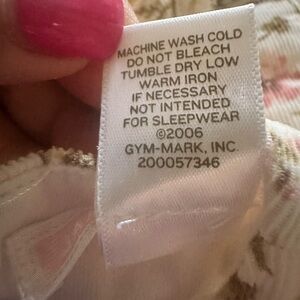 MACHINE WASH COLD
DO NOT BLEACH
TUMBLE DRY LOW
WARM IRON
IF NECESSARY
NOT INTENDED
FOR SLEEPWEAR
©2006
GYM-MARK, INC.
200057346